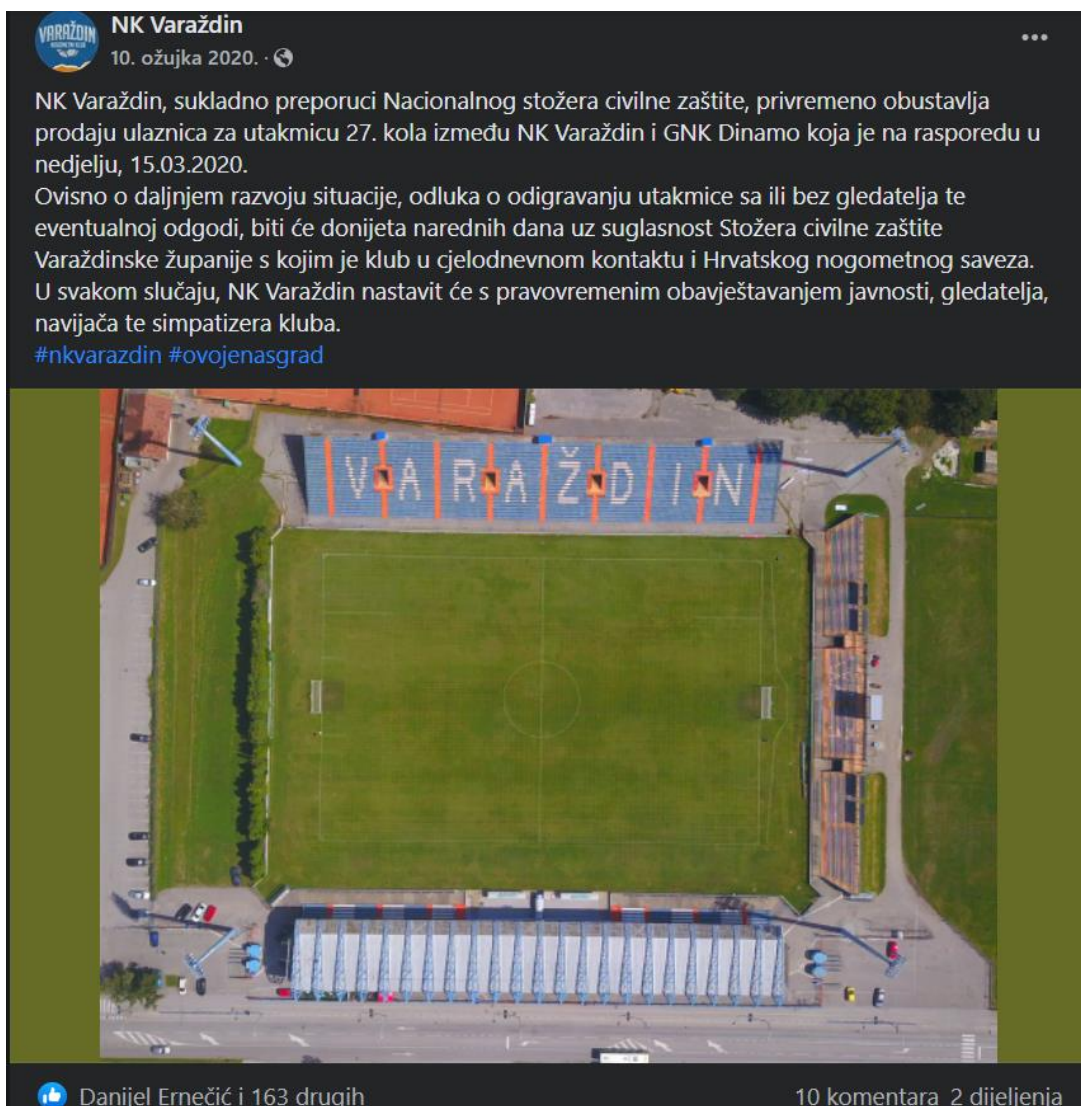 VARAŽDIN
NOGOMETNI KLUB
NK Varaždin
10. ožujka 2020. ·
NK Varaždin, sukladno preporuci Nacionalnog stožera civilne zaštite, privremeno obustavlja
prodaju ulaznica za utakmicu 27. kola između NK Varaždin i GNK Dinamo koja je na rasporedu u
nedjelju, 15.03.2020.
Ovisno o daljnjem razvoju situacije, odluka o odigravanju utakmice sa ili bez gledatelja te
eventualnoj odgodi, biti će donijeta narednih dana uz suglasnost Stožera civilne zaštite
Varaždinske županije s kojim je klub u cjelodnevnom kontaktu i Hrvatskog nogometnog saveza.
U svakom slučaju, NK Varaždin nastavit će s pravovremenim obavještavanjem javnosti, gledatelja,
navijača te simpatizera kluba.
#nkvarazdin #ovojenasgrad
VARAŽDIN
Danijel Ernečić i 163 drugih
10 komentara 2 dijeljenja